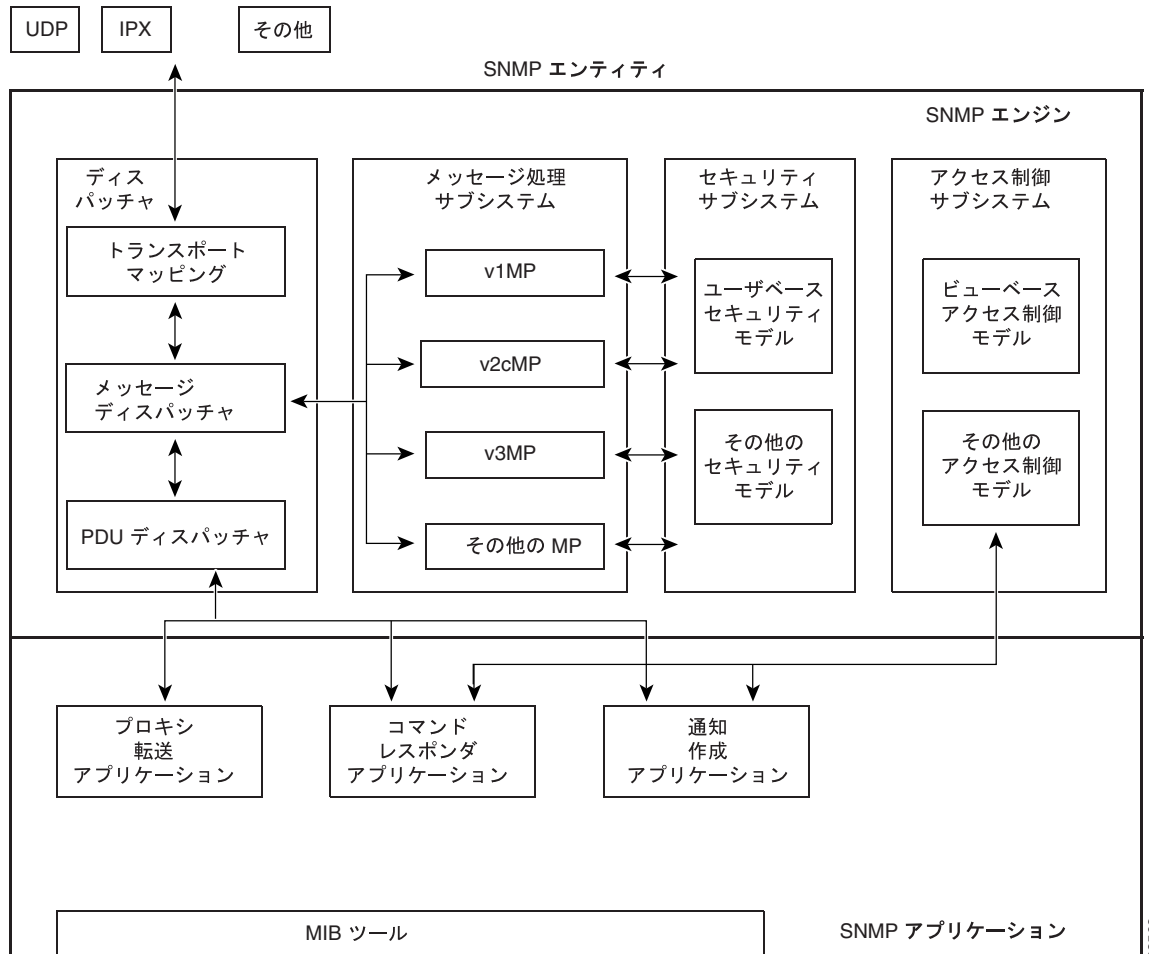 UDP
IPX
その他
SNMP エンティティ
SNMP エンジン
ディス
パッチャ
トランスポート
マッピング
メッセージ
ディスパッチャ
PDU ディスパッチャ
メッセージ処理
サブシステム
v1MP
v2cMP
v3MP
その他の MP
セキュリティ
サブシステム
ユーザベース
セキュリティ
モデル
その他の
セキュリティ
モデル
アクセス制御
サブシステム
ビューベース
アクセス制御
モデル
その他の
アクセス制御
モデル
プロキシ
転送
アプリケーション
コマンド
レスポンダ
アプリケーション
通知
作成
アプリケーション
MIB ツール
SNMP アプリケーション